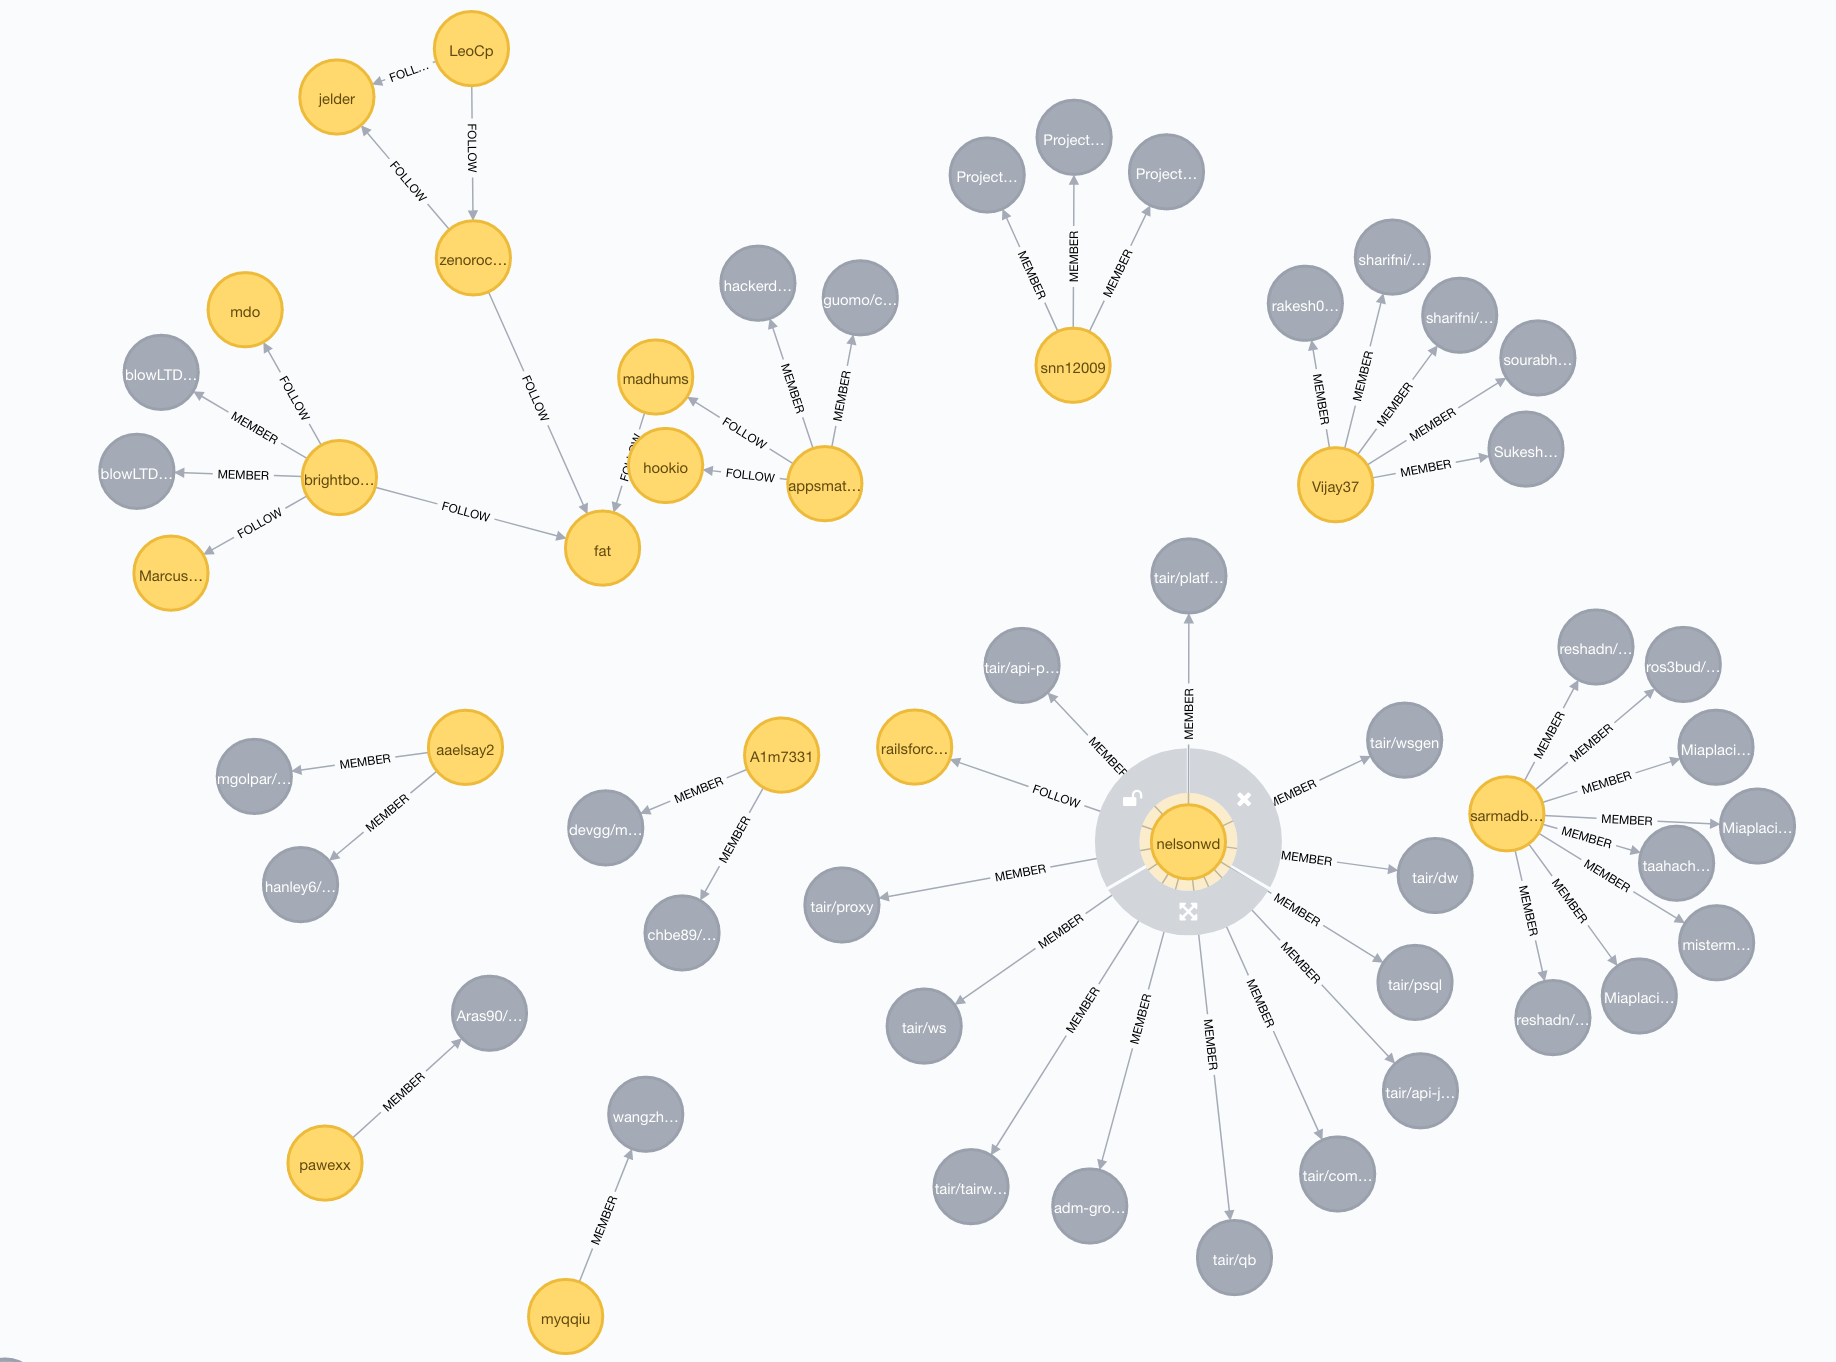 LeoCp
FOLL...
jelder
FOLLOW
FOLLOW
zenoroc...
FOLLOW
mdo
FOLLOW
blowLTD...
MEMBER
blowLTD...
MEMBER
brightbo...
FOLLOW
Marcus...
FOLLOW
fat
madhums
FOLLOW
hookio
FOLLOW
FOLLOW
appsmat...
hackerd...
MEMBER
guomo/c...
MEMBER
Project...
Project...
Project...
MEMBER
MEMBER
MEMBER
snn12009
rakesh0...
sharifni/...
sharifni/...
sourabh...
Sukesh...
MEMBER
MEMBER
MEMBER
MEMBER
MEMBER
Vijay37
aaelsay2
MEMBER
mgolpar/...
MEMBER
hanley6/...
A1m7331
MEMBER
devgg/m...
MEMBER
chbe89/...
tair/platf...
MEMBER
tair/api-p...
MEMBER
railsforc...
FOLLOW
tair/wsgen
MEMBER
nelsonwd
MEMBER
tair/dw
MEMBER
tair/proxy
MEMBER
tair/psql
MEMBER
tair/ws
MEMBER
tair/api-j...
MEMBER
tair/tairw...
MEMBER
adm-gro...
MEMBER
tair/qb
MEMBER
tair/com...
reshadn/...
ros3bud/...
Miaplaci...
Miaplaci...
taahach...
misterm...
Miaplaci...
reshadn/...
MEMBER
MEMBER
MEMBER
MEMBER
MEMBER
MEMBER
MEMBER
MEMBER
sarmadb...
Aras90/...
MEMBER
pawexx
wangzh...
MEMBER
myqqiu